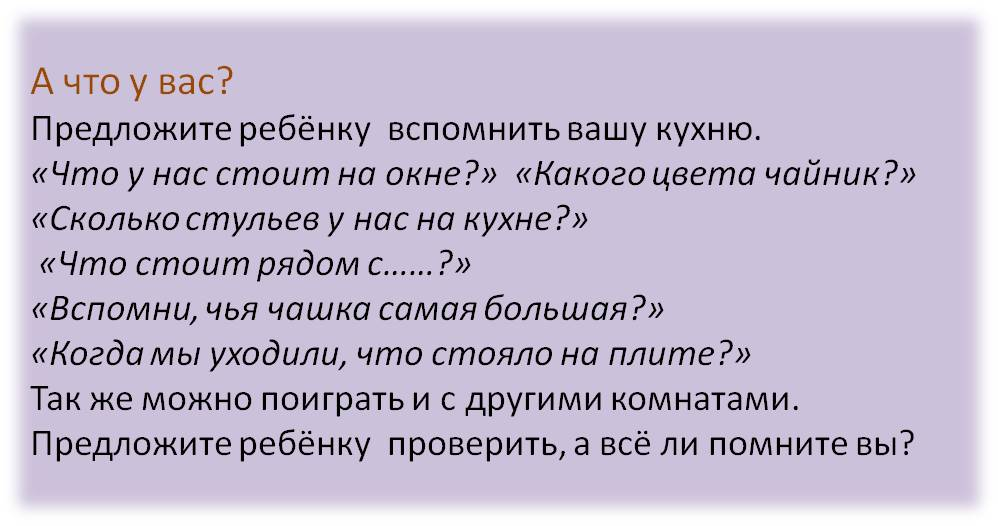 А что у вас?
Предложите ребёнку вспомнить вашу кухню.
«Что у нас стоит на окне?» «Какого цвета чайник?»
«Сколько стульев у нас на кухне?»
«Что стоит рядом с……?»
«Вспомни, чья чашка самая большая?»
«Когда мы уходили, что стояло на плите?»
Так же можно поиграть и с другими комнатами.
Предложите ребёнку проверить, а всё ли помните вы?